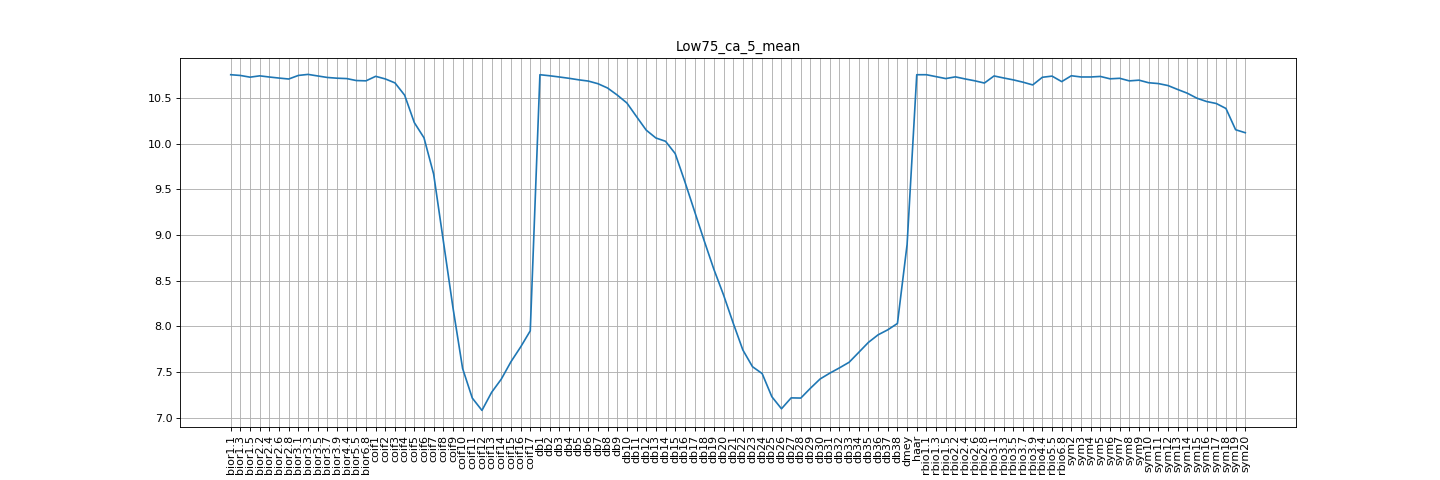 Low75_ca_5_mean
10.5
10.0
9.5
9.0
8.5
8.0
7.5
7.0
bior1.1
bior1.3
bior1.5
bior2.2
bior2.4
bior2.6
bior2.8
bior3.1
bior3.3
bior3.5
bior3.7
bior3.9
bior4.4
bior5.5
bior6.8
coif1
coif2
coif3
coif4
coif5
coif6
coif7
coif8
coif9
coif10
coif11
coif12
coif13
coif14
coif15
coif16
coif17
db1
db2
db3
db4
db5
db6
db7
db8
db9
db10
db11
db12
db13
db14
db15
db16
db17
db18
db19
db20
db21
db22
db23
db24
db25
db26
db27
db28
db29
db30
db31
db32
db33
db34
db35
db36
db37
db38
dmey
haar
rbio1.1
rbio1.3
rbio1.5
rbio2.2
rbio2.4
rbio2.6
rbio2.8
rbio3.1
rbio3.3
rbio3.5
rbio3.7
rbio3.9
rbio4.4
rbio5.5
rbio6.8
sym2
sym3
sym4
sym5
sym6
sym7
sym8
sym9
sym10
sym11
sym12
sym13
sym14
sym15
sym16
sym17
sym18
sym19
sym20